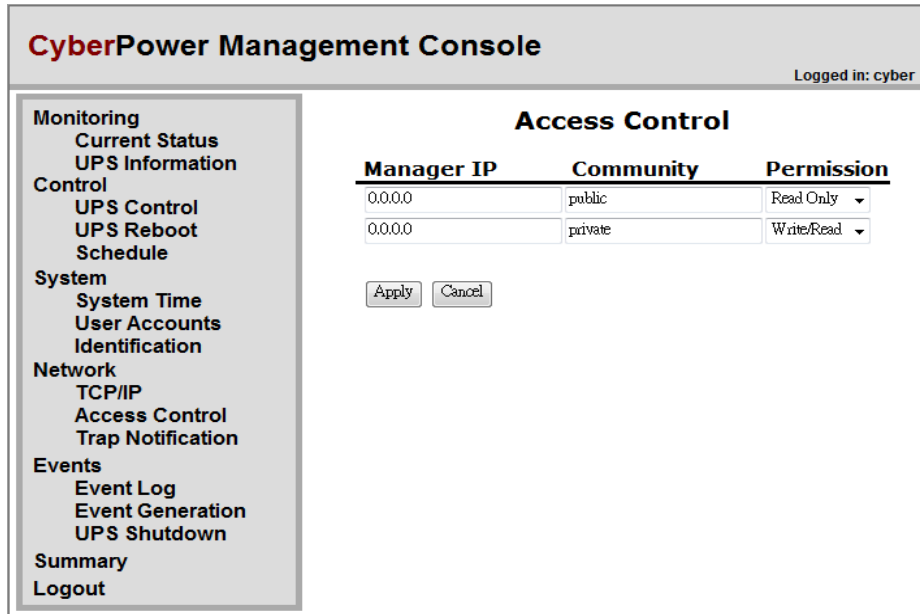 CyberPower Management Console
Logged in: cyber
Monitoring
Current Status
UPS Information
Control
UPS Control
UPS Reboot
Schedule
System
System Time
User Accounts
Identification
Network
TCP/IP
Access Control
Trap Notification
Events
Event Log
Event Generation
UPS Shutdown
Summary
Logout
Access Control
Manager IP Community Permission
0.0.0.0 public Read Only
0.0.0.0 private Write/Read
Apply Cancel